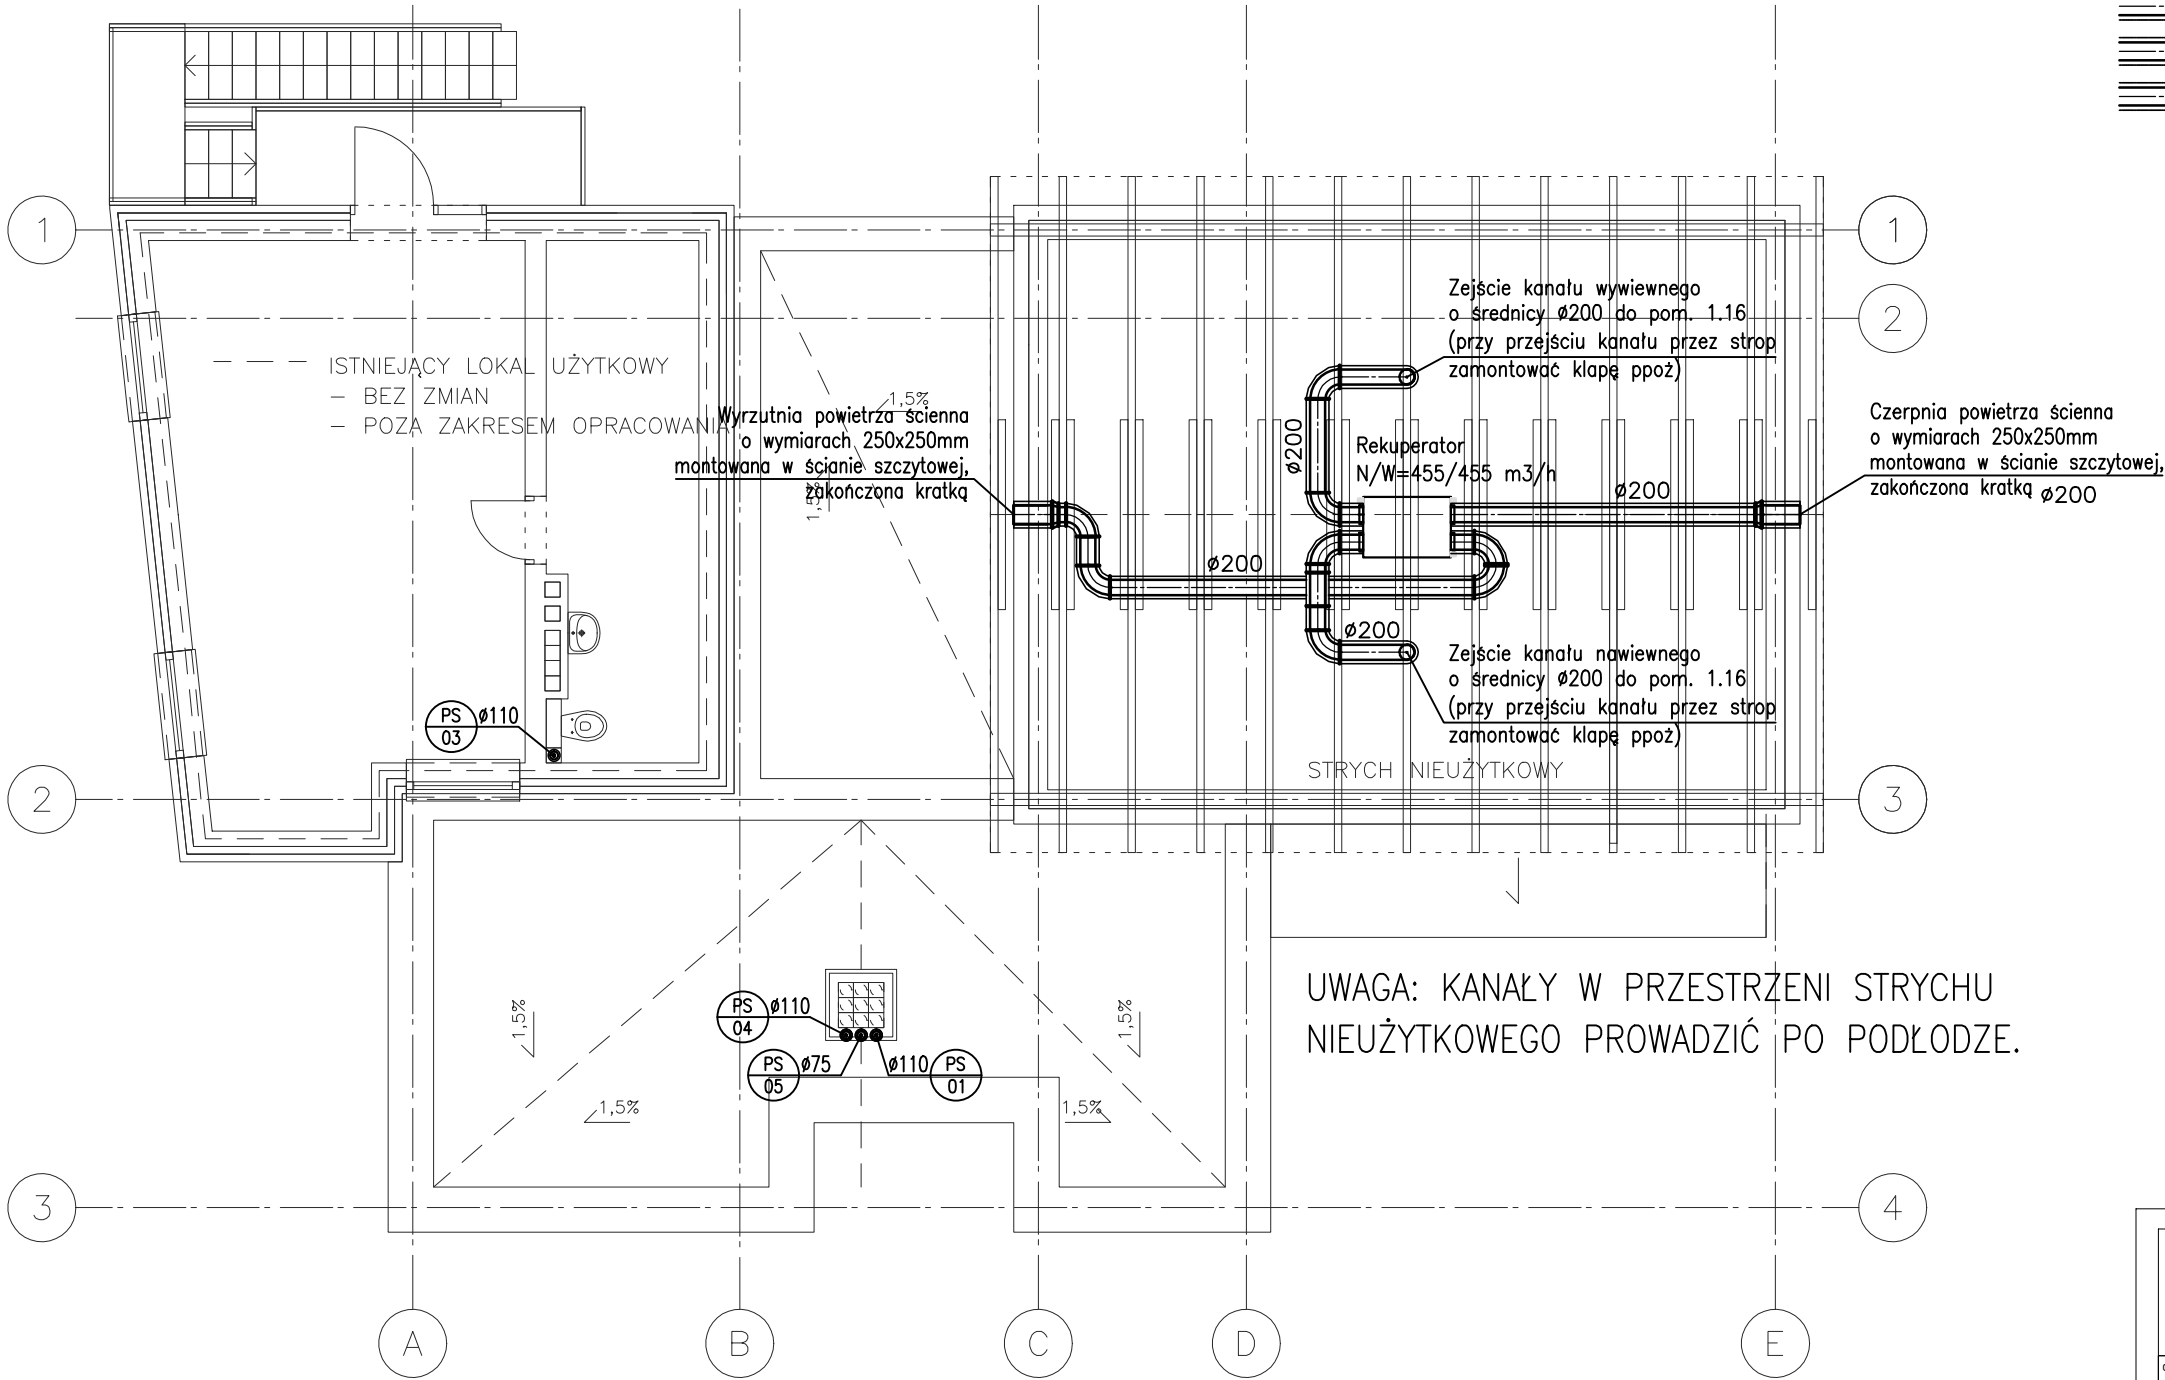 1
1
2
Zejście kanału wywiewnego
o średnicy ø200 do pom. 1.16
(przy przejściu kanału przez strop
zamontować klapę ppoż)
ISTNIEJĄCY LOKAL UŻYTKOWY
- BEZ ZMIAN
- POZA ZAKRESEM OPRACOWANIA
1,5%
Wyrzutnia powietrza ścienna
o wymiarach 250x250mm
montowana w ścianie szczytowej,
zakończona kratką
1,5%
ø200
Rekuperator
N/W=455/455 m3/h
ø200
Czerpnia powietrza ścienna
o wymiarach 250x250mm
montowana w ścianie szczytowej,
zakończona kratką ø200
ø200
ø200
Zejście kanału nawiewnego
o średnicy ø200 do pom. 1.16
(przy przejściu kanału przez strop
zamontować klapę ppoż)
PS ø110
03
STRYCH NIEUŻYTKOWY
2
3
UWAGA: KANAŁY W PRZESTRZENI STRYCHU
NIEUŻYTKOWEGO PROWADZIĆ PO PODŁODZE.
1,5%
PS ø110
04
1,5%
PS ø75
05
ø110 PS
01
1,5%
1,5%
3
4
A
B
C
D
E